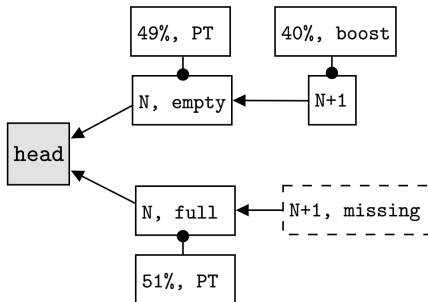 49%, PT
40%, boost
N, empty
N+1
head
N, full
N+1, missing
51%, PT